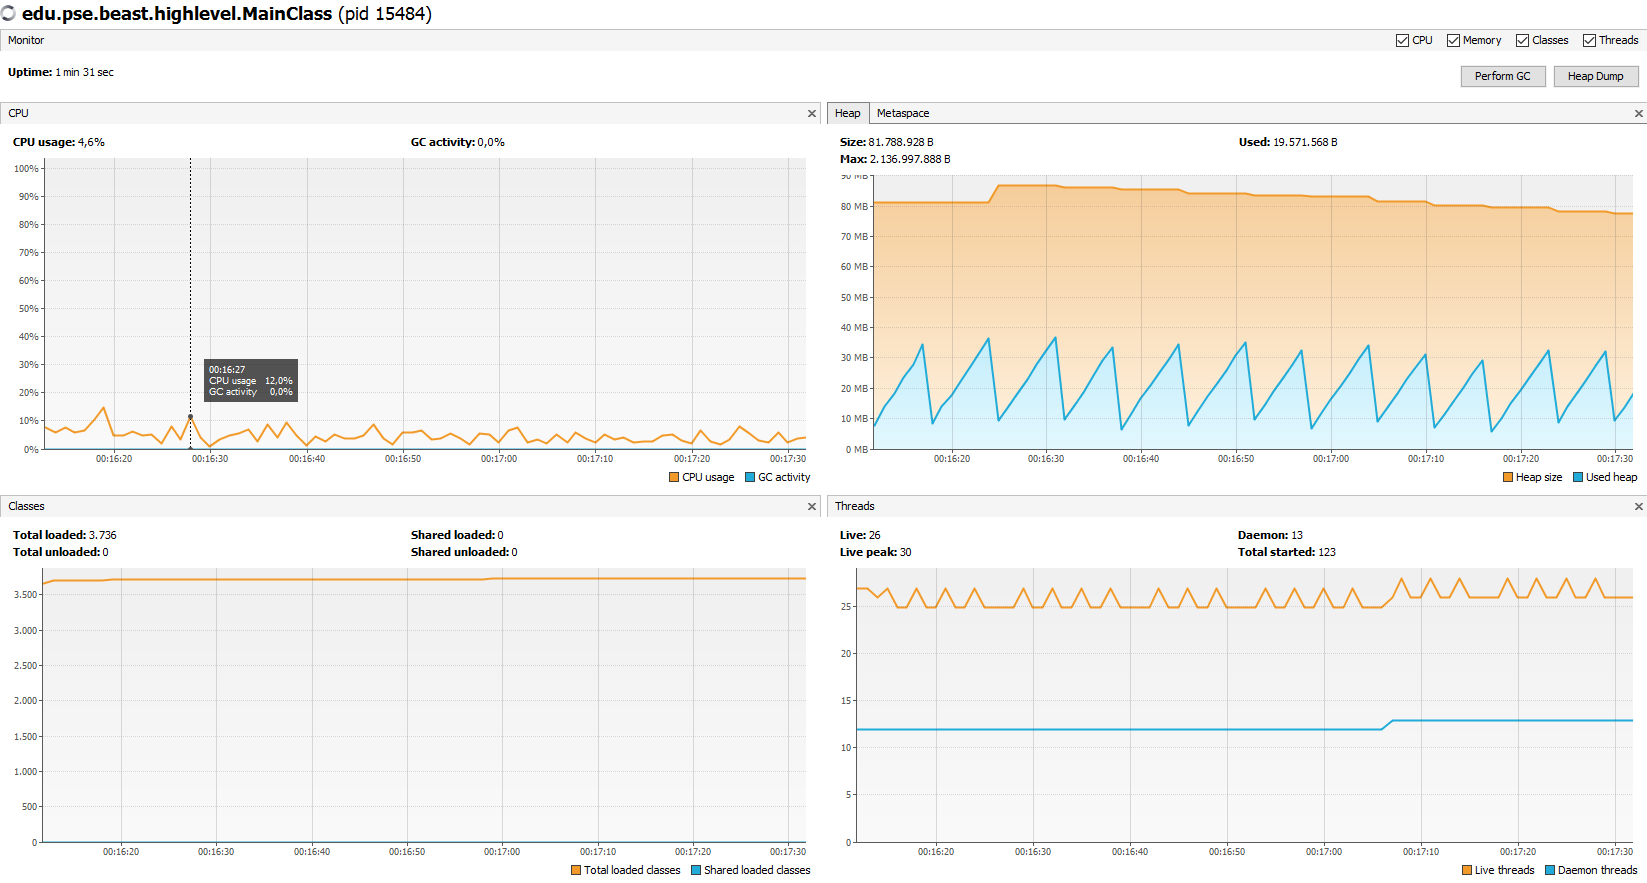 edu.pse.beast.highlevel.MainClass (pid 15484)
Monitor
CPU Memory Classes Threads
Uptime: 1 min 31 sec
Perform GC Heap Dump
CPU
CPU usage: 4,6% GC activity: 0,0%
100%
90%
80%
70%
60%
50%
40%
30%
20%
10%
0%
00:16:27
CPU usage 12,0%
GC activity 0,0%
00:16:20 00:16:30 00:16:40 00:16:50 00:17:00 00:17:10 00:17:20 00:17:30
CPU usage GC activity
Heap Metaspace
Size: 81.788.928 B Used: 19.571.568 B
Max: 2.136.997.888 B
90 MB
80 MB
70 MB
60 MB
50 MB
40 MB
30 MB
20 MB
10 MB
0 MB
00:16:20 00:16:30 00:16:40 00:16:50 00:17:00 00:17:10 00:17:20 00:17:30
Heap size Used heap
Classes
Total loaded: 3.736 Shared loaded: 0
Total unloaded: 0 Shared unloaded: 0
3.500
3.000
2.500
2.000
1.500
1.000
500
0
00:16:20 00:16:30 00:16:40 00:16:50 00:17:00 00:17:10 00:17:20 00:17:30
Total loaded classes Shared loaded classes
Threads
Live: 26 Daemon: 13
Live peak: 30 Total started: 123
25
20
15
10
5
0
00:16:20 00:16:30 00:16:40 00:16:50 00:17:00 00:17:10 00:17:20 00:17:30
Live threads Daemon threads